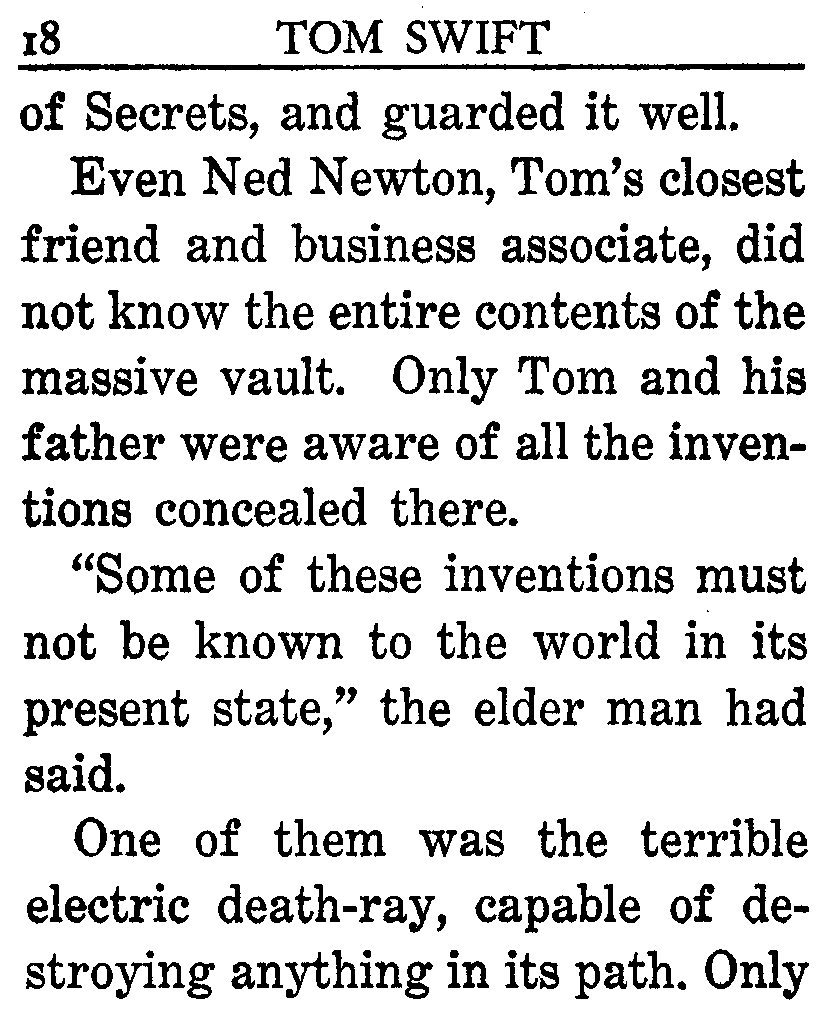 18 TOM SWIFT
of Secrets, and guarded it well.
Even Ned Newton, Tom's closest
friend and business associate, did
not know the entire contents of the
massive vault. Only Tom and his
father were aware of all the inven-
tions concealed there.
"Some of these inventions must
not be known to the world in its
present state," the elder man had
said.
One of them was the terrible
electric death-ray, capable of de-
stroying anything in its path. Only